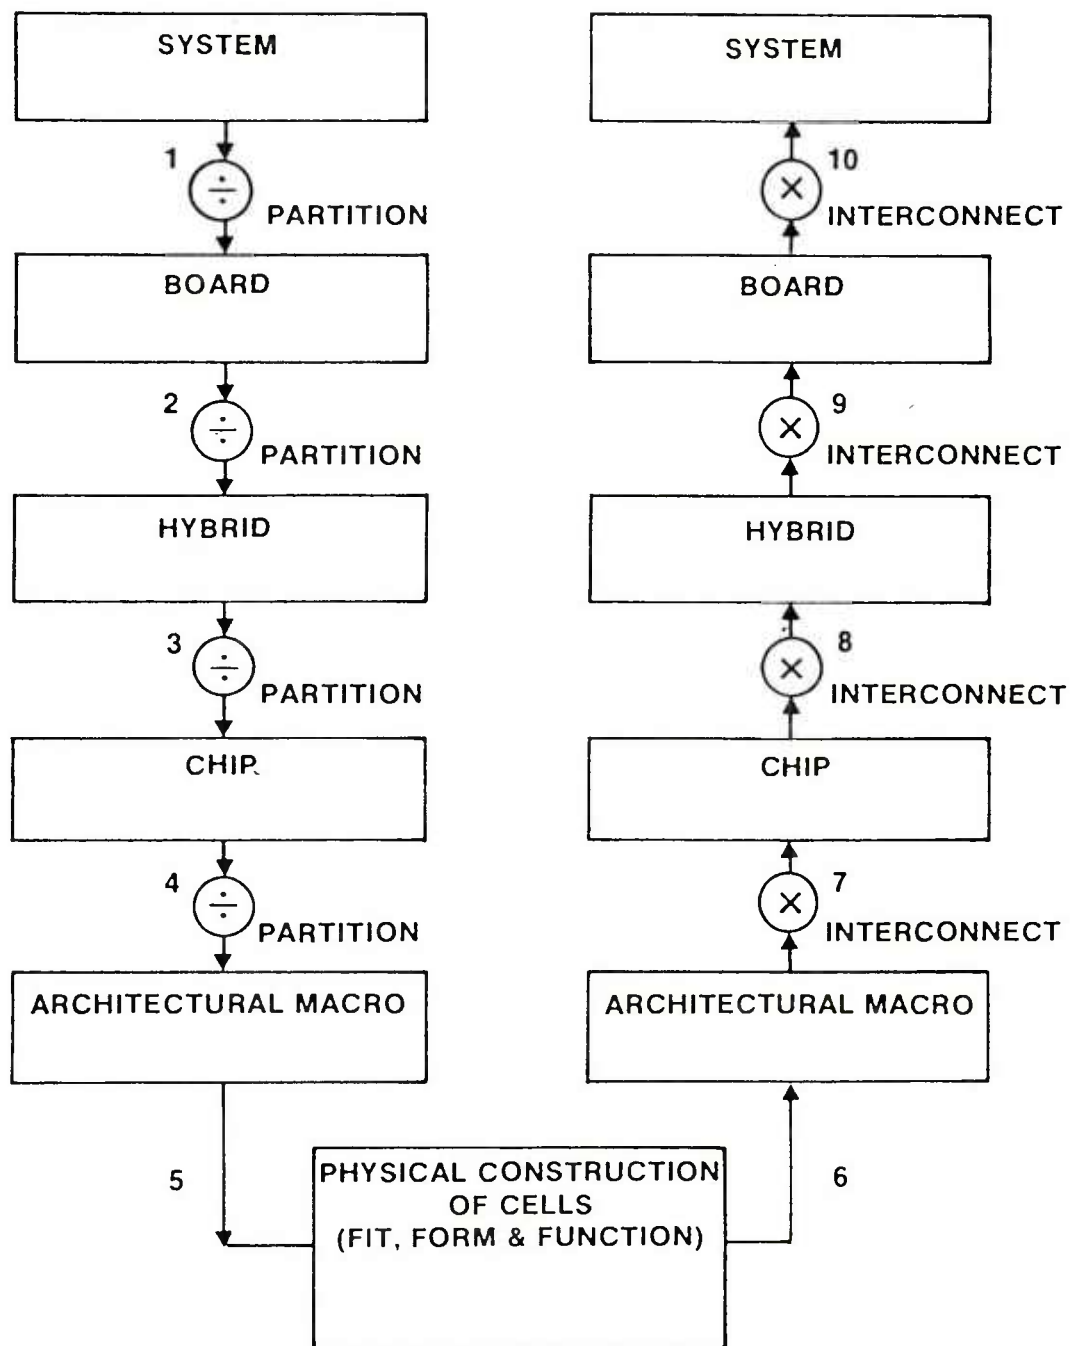 SYSTEM
1
÷
PARTITION
BOARD
2
÷
PARTITION
HYBRID
3
÷
PARTITION
CHIP
4
÷
PARTITION
ARCHITECTURAL MACRO
5
PHYSICAL CONSTRUCTION
OF CELLS
(FIT, FORM & FUNCTION)
6
ARCHITECTURAL MACRO
7
×
INTERCONNECT
CHIP
8
×
INTERCONNECT
HYBRID
9
×
INTERCONNECT
BOARD
10
×
INTERCONNECT
SYSTEM